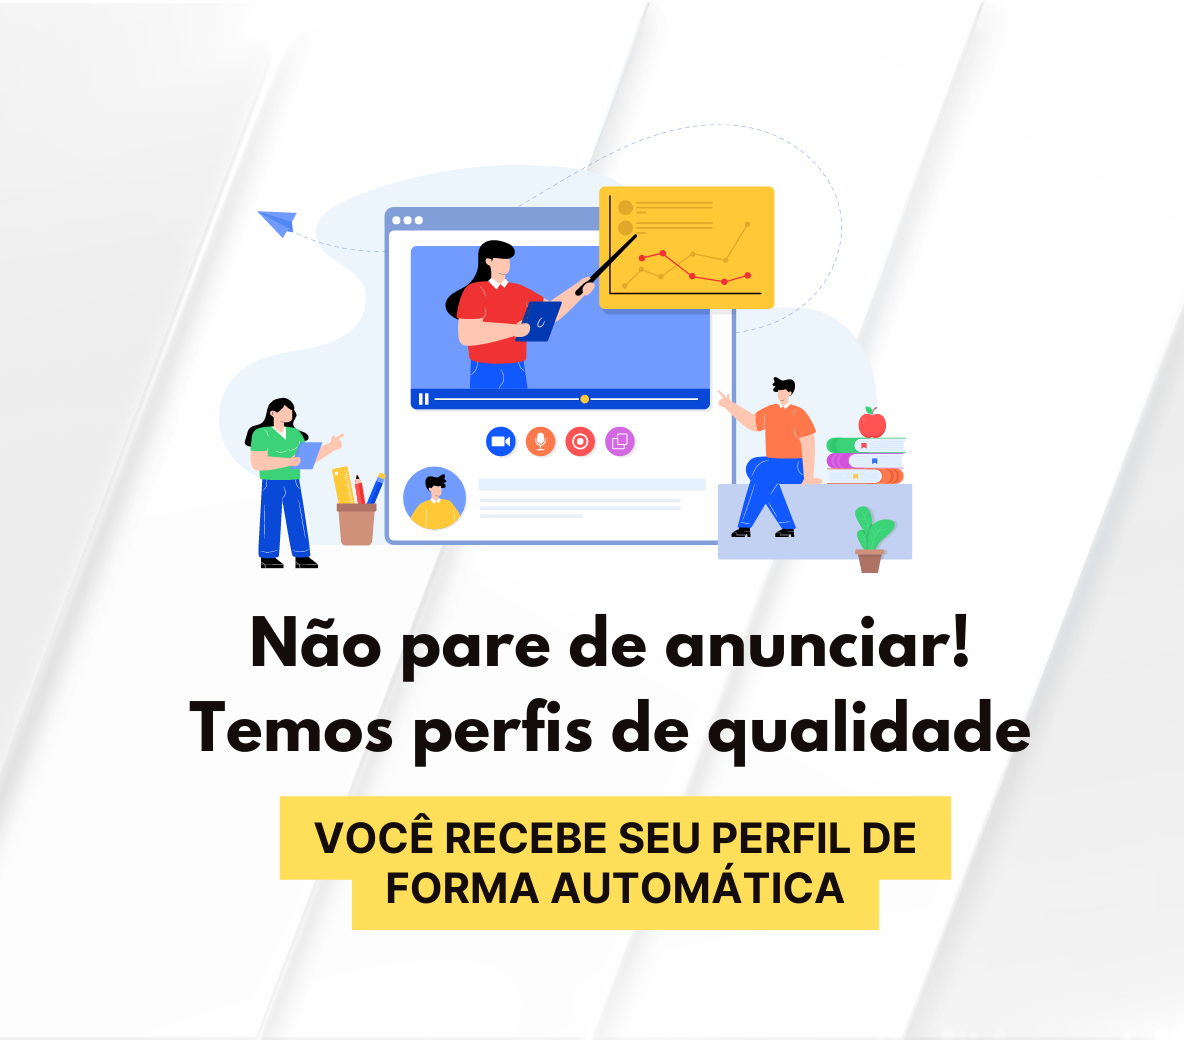 Não pare de anunciar!
Temos perfis de qualidade
VOCÊ RECEBE SEU PERFIL DE
FORMA AUTOMÁTICA